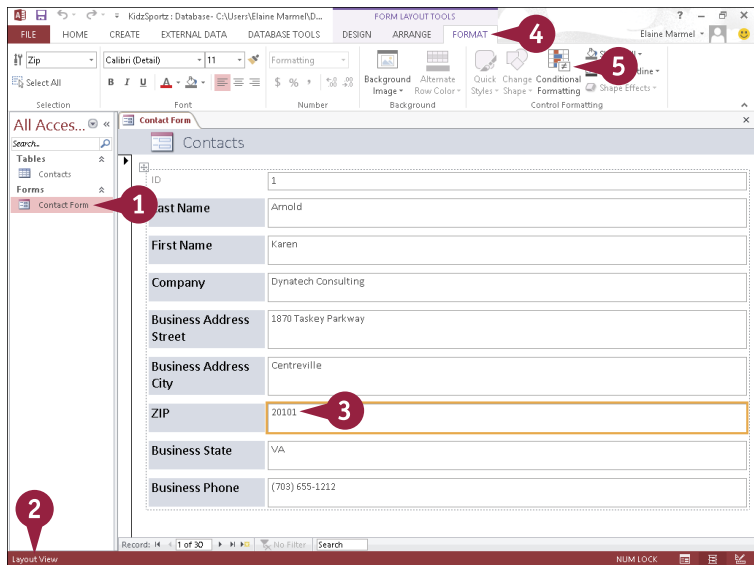 KidzSportz : Database- C:\Users\Elaine Marmel\D...
FORM LAYOUT TOOLS
?
FILE HOME CREATE EXTERNAL DATA DATABASE TOOLS DESIGN ARRANGE FORMAT
Elaine Marmel
Zip
Calibri (Detail) 11
Formatting
Select All
B I U A
$ %
Background Image
Alternate Row Color
Quick Styles
Change Shape
Conditional Formatting
Shape Effects
Selection Font Number Background Control Formatting
All Acces...
Search...
Tables
Contacts
Forms
Contact Form
Contact Form
Contacts
ID 1
Last Name Arnold
First Name Karen
Company Dynatech Consulting
Business Address Street 1870 Taskey Parkway
Business Address City Centreville
ZIP 20101
Business State VA
Business Phone (703) 655-1212
1
2
3
4
5
Record: 1 of 30 No Filter Search
Layout View
NUM LOCK